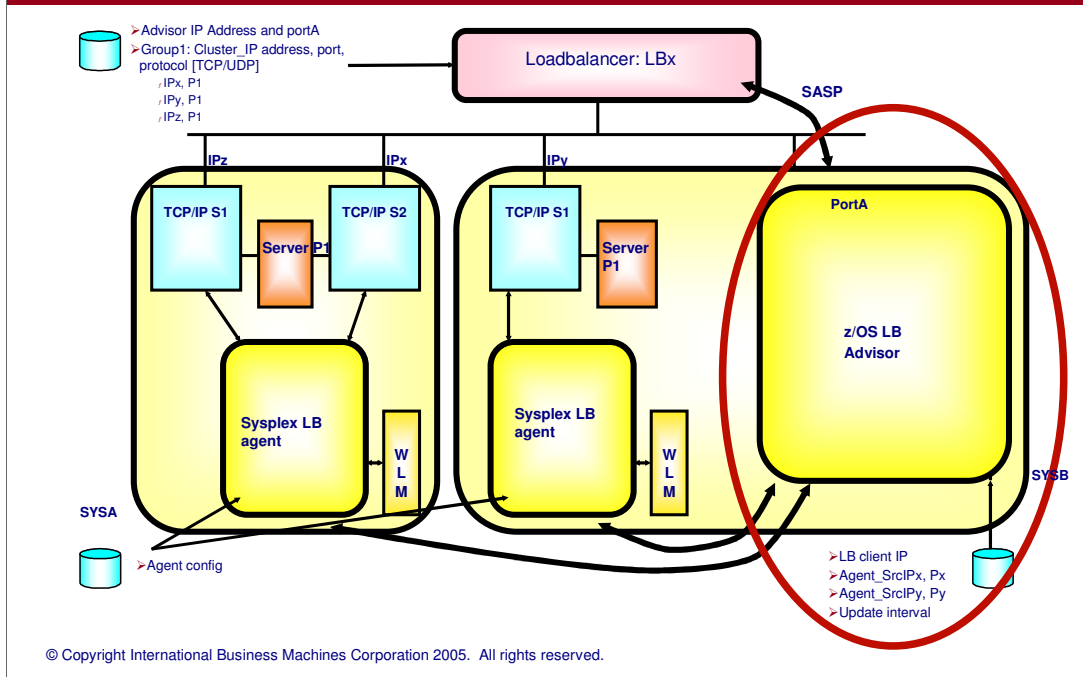 Advisor IP Address and portA
Group1: Cluster_IP address, port,
protocol [TCP/UDP]
IPx, P1
IPy, P1
IPz, P1
Loadbalancer: LBx
SASP
IPz
IPx
IPy
TCP/IP S1
TCP/IP S2
Server P1
TCP/IP S1
Server
P1
PortA
z/OS LB
Advisor
Sysplex LB
agent
W
L
M
Sysplex LB
agent
W
L
M
SYSA
SYSB
Agent config
LB client IP
Agent_SrcIPx, Px
Agent_SrcIPy, Py
Update interval
© Copyright International Business Machines Corporation 2005. All rights reserved.